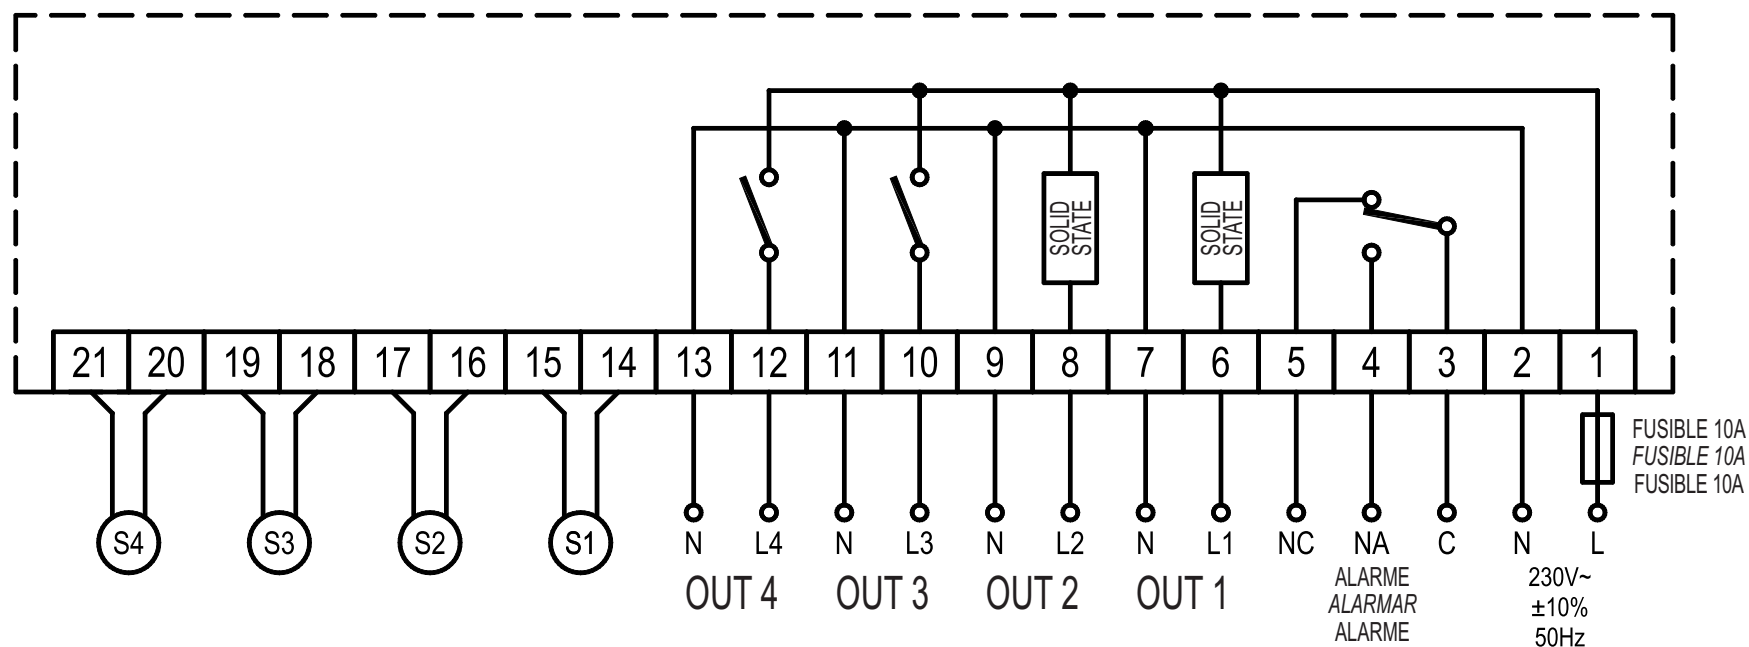 SOLID
STATE
SOLID
STATE
21 20 19 18 17 16 15 14 13 12 11 10 9 8 7 6 5 4 3 2 1
FUSIBLE 10A
FUSIBLE 10A
FUSIBLE 10A
S4 S3 S2 S1 N L4 N L3 N L2 N L1 NC NA C N L
OUT 4 OUT 3 OUT 2 OUT 1
ALARME
ALARMAR
ALARME
230V~
±10%
50Hz